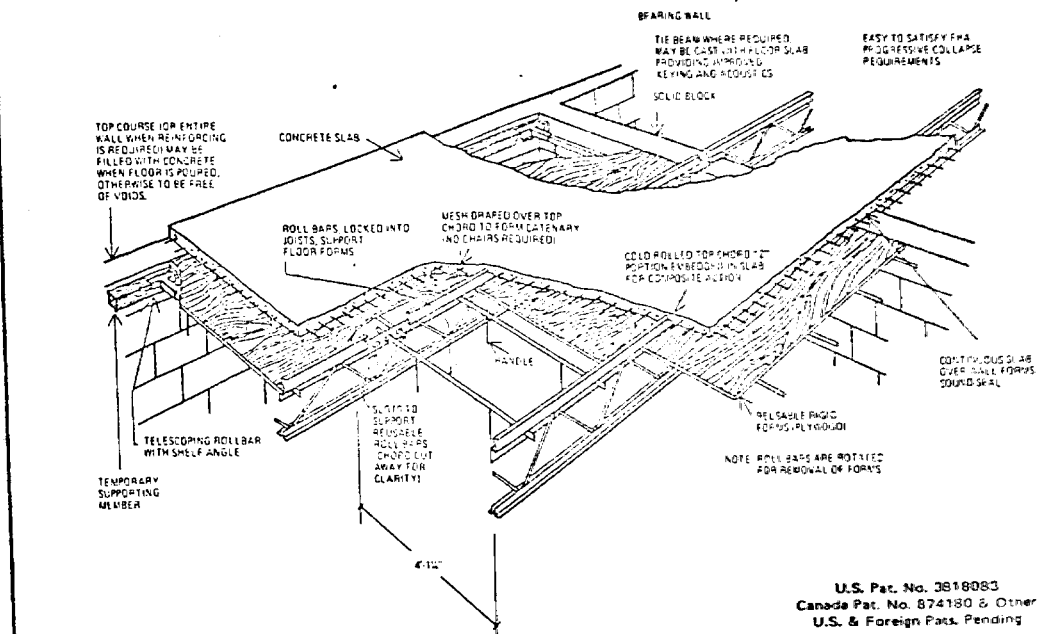 BEARING WALL
TIE BEAM WHERE REQUIRED,
MAY BE CAST WITH FLOOR SLAB
PROVIDING IMPROVED
KEYING AND ACOUSTICS
SOLID BLOCK
EASY TO SATISFY FHA
PROGRESSIVE COLLAPSE
REQUIREMENTS
TOP COURSE (OR ENTIRE
WALL WHEN REINFORCING
IS REQUIRED) MAY BE
FILLED WITH CONCRETE
WHEN FLOOR IS POURED,
OTHERWISE TO BE FREE
OF VOIDS.
CONCRETE SLAB
ROLL BARS, LOCKED INTO
JOISTS, SUPPORT
FLOOR FORMS
MESH DRAPED OVER TOP
CHORD TO FORM CATENARY
(NO CHAIRS REQUIRED)
COLD ROLLED TOP CHORD "Z"
PORTION EMBEDDED IN SLAB
FOR COMPOSITE ACTION
HANDLE
CONTINUOUS SLAB
OVER WALL FORMS
SOUND SEAL
TELESCOPING ROLLBAR
WITH SHELF ANGLE
SLOTS TO
SUPPORT
REUSABLE
ROLL BARS
(CHORD CUT
AWAY FOR
CLARITY)
REUSABLE RIGID
FORMS (PLYWOOD)
NOTE: ROLL BARS ARE ROTATED
FOR REMOVAL OF FORMS
TEMPORARY
SUPPORTING
MEMBER
U.S. Pat. No. 3818083
Canada Pat. No. 874180 & Other
U.S. & Foreign Pats. Pending